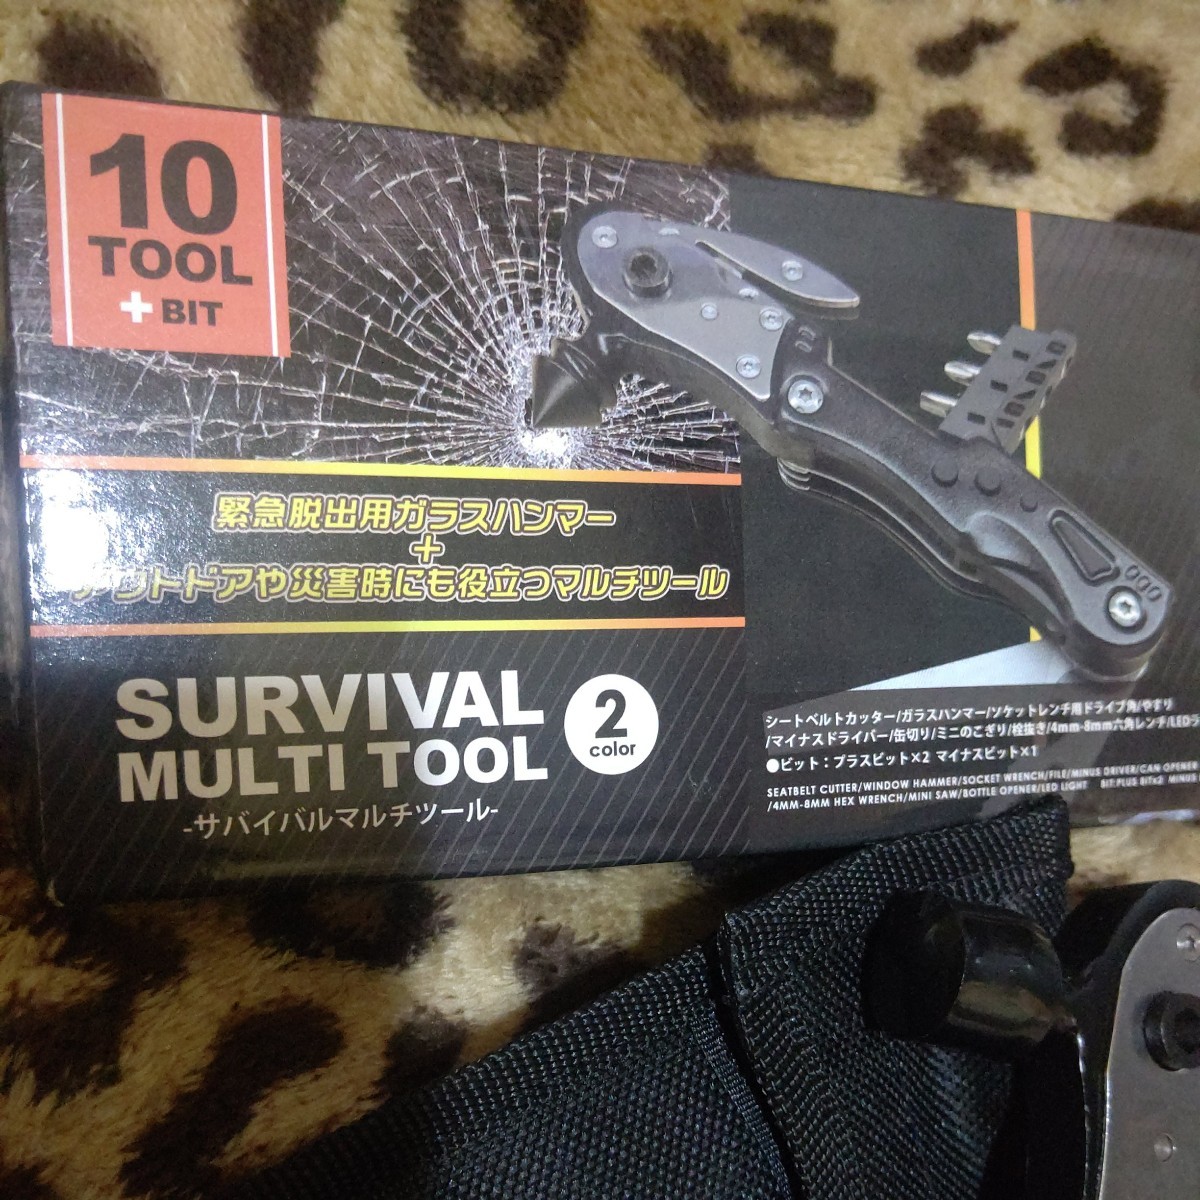 10
TOOL
+ BIT
緊急脱出用ガラスハンマー
+
アウトドアや災害時にも役立つマルチツール
SURVIVAL
MULTI TOOL
2
color
-サバイバルマルチツール-
シートベルトカッター/ガラスハンマー/ソケットレンチ用ドライブ角/やすり
/マイナスドライバー/缶切り/ミニのこぎり/栓抜き/4mm-8mm六角レンチ/LED
●ビット:プラスビット×2 マイナスビット×1
SEATBELT CUTTER/WINDOW HAMMER/SOCKET WRENCH/FILE/MINUS DRIVER/CAN OPENER
/4MM-8MM HEX WRENCH/MINI SAW/BOTTLE OPENER/LED LIGHT BIT:PLUS BIT×2 MINUS